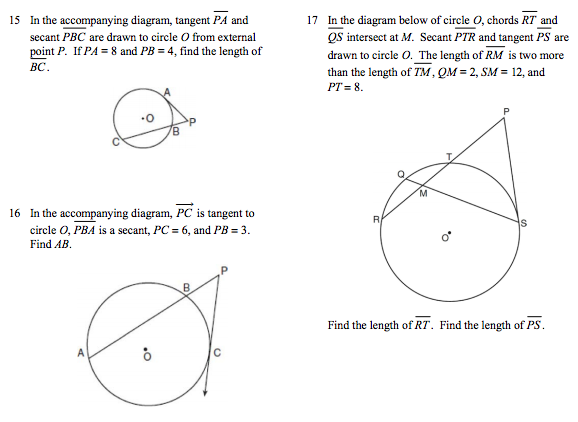 15 In the accompanying diagram, tangent PA and
secant PBC are drawn to circle O from external
point P. If PA = 8 and PB = 4, find the length of
BC.
A
O
P
B
C
16 In the accompanying diagram, PC is tangent to
circle O, PBA is a secant, PC = 6, and PB = 3.
Find AB.
P
B
A
O
C
17 In the diagram below of circle O, chords RT and
QS intersect at M. Secant PTR and tangent PS are
drawn to circle O. The length of RM is two more
than the length of TM, QM = 2, SM = 12, and
PT = 8.
P
T
Q
M
R
S
O
Find the length of RT. Find the length of PS.